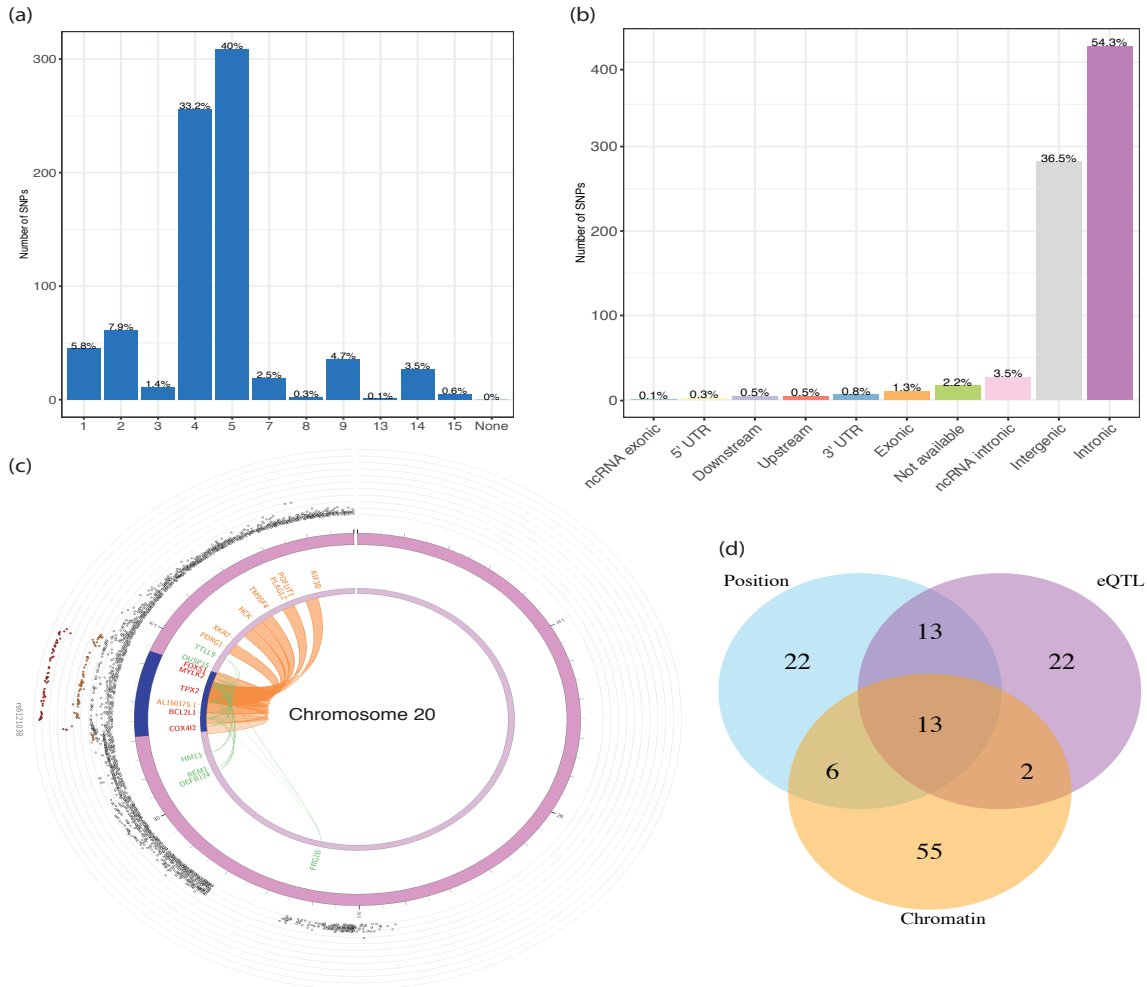 (a)
300
200
100
0
Number of SNPs
5.8%
7.9%
1.4%
33.2%
40%
2.5%
0.3%
4.7%
0.1%
3.5%
0.6%
0%
1 2 3 4 5 7 8 9 13 14 15 None
(b)
400
300
200
100
0
Number of SNPs
0.1%
0.3%
0.5%
0.5%
0.8%
1.3%
2.2%
3.5%
36.5%
54.3%
ncRNA exonic
5' UTR
Downstream
Upstream
3' UTR
Exonic
Not available
ncRNA intronic
Intergenic
Intronic
(c)
rs6121038
KIF3B
POFUT1
PLAGL2
TM9SF4
HCK
XKR7
PDRG1
TTLL9
DUSP15
FOXS1
MYLK2
TPX2
AL160175.1
BCL2L1
COX4I2
HM13
REM1
DEFB124
FRG1B
Chromosome 20
(d)
Position
eQTL
13
22
22
13
6
2
55
Chromatin